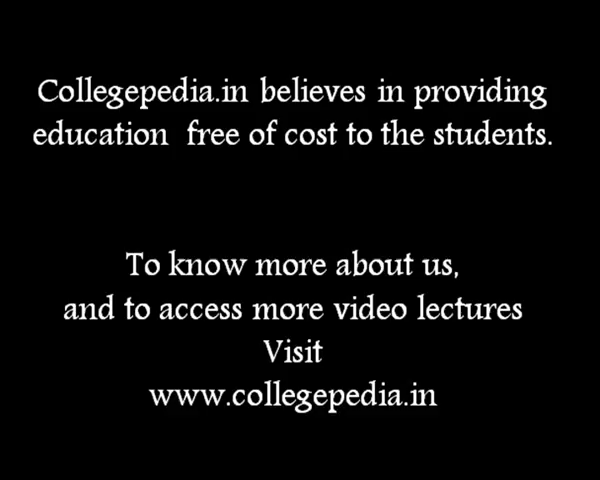 Collegepedia.in believes in providing
education free of cost to the students.
To know more about us,
and to access more video lectures
Visit
www.collegepedia.in